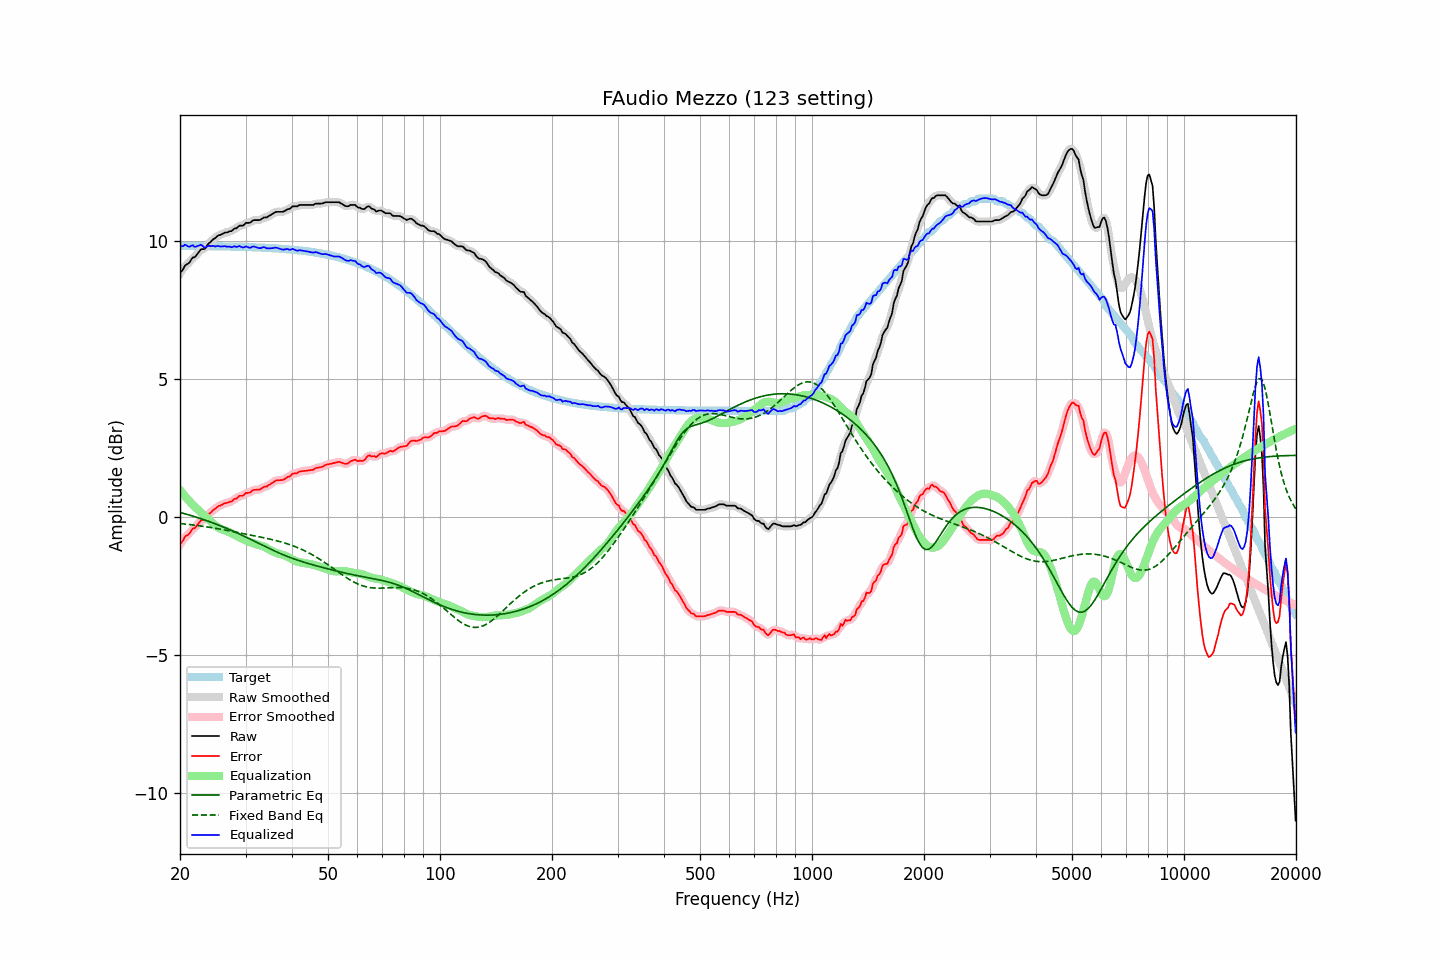 FAudio Mezzo (123 setting)
Amplitude (dBr)
10
5
0
−5
−10
Target
Raw Smoothed
Error Smoothed
Raw
Error
Equalization
Parametric Eq
Fixed Band Eq
Equalized
20 50 100 200 500 1000 2000 5000 10000 20000
Frequency (Hz)